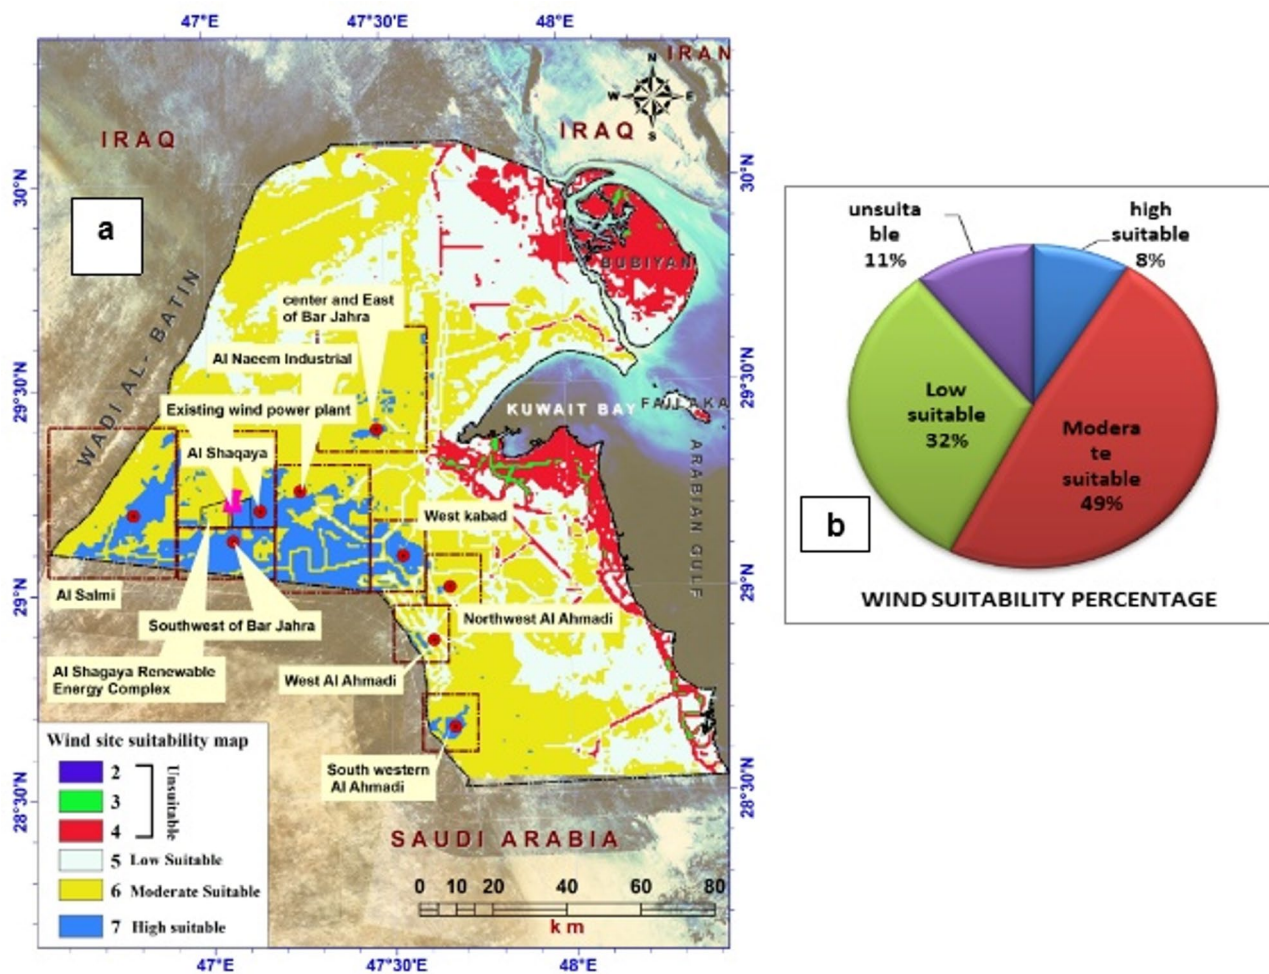 47°E 47°30'E 48°E
IRAN
N
W E
S
IRAQ
IRAQ
30°N
30°N
a
BUBIYAN
WADI AL- BATIN
center and East
of Bar Jahra
Al Naeem Industrial
29°30'N
29°30'N
Existing wind power plant
KUWAIT BAY
FAILAKA
Al Shaqaya
ARABIAN GULF
West kabad
29°N
29°N
Al Salmi
Southwest of Bar Jahra
Northwest Al Ahmadi
Al Shagaya Renewable
Energy Complex
West Al Ahmadi
South western
Al Ahmadi
28°30'N
28°30'N
SAUDI ARABIA
Wind site suitability map
2
3
4
Unsuitable
5 Low Suitable
6 Moderate Suitable
7 High suitable
0 10 20 40 60 80
km
47°E 47°30'E 48°E
unsuita
ble
11%
high
suitable
8%
Low
suitable
32%
Modera
te
suitable
49%
b
WIND SUITABILITY PERCENTAGE